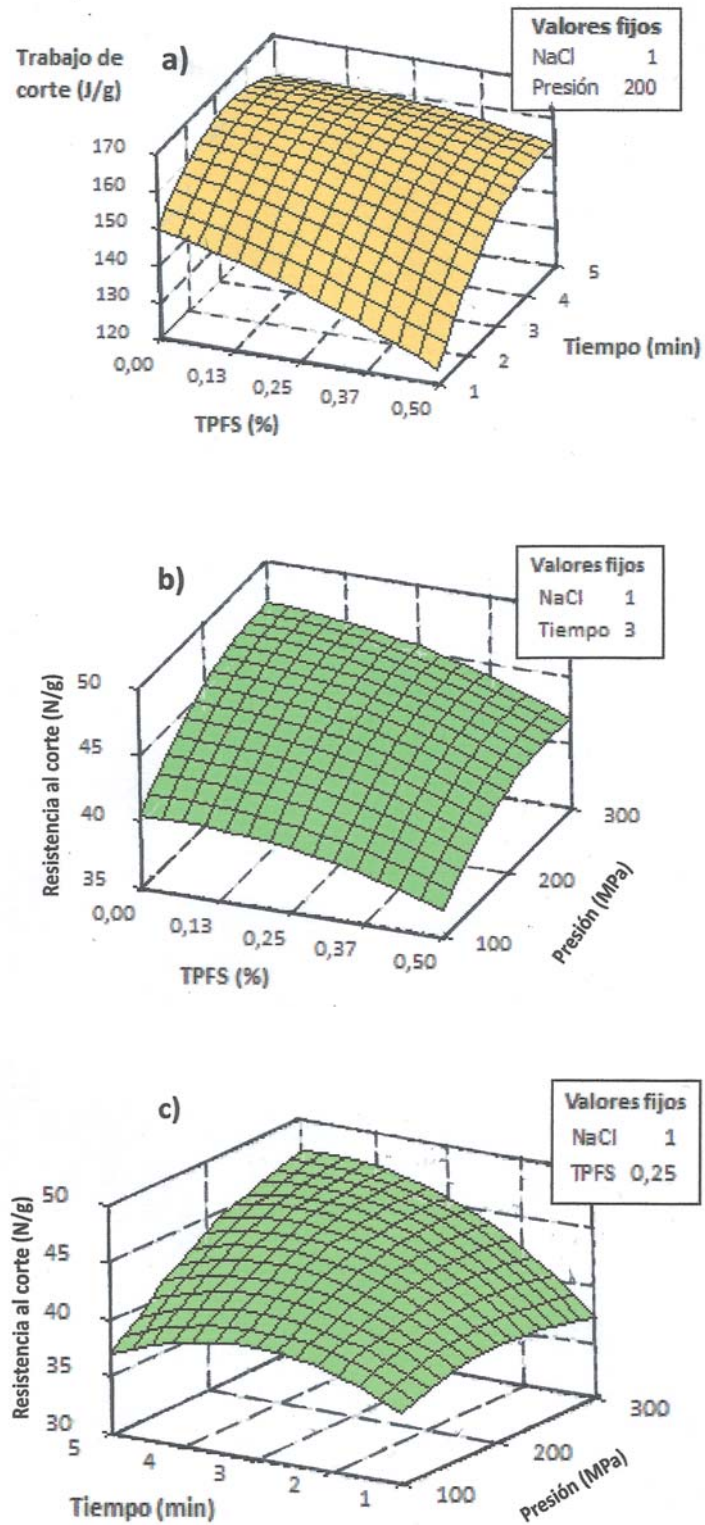 a)
Valores fijos
NaCl 1
Presión 200
Trabajo de
corte (J/g)
170
160
150
140
130
120
0,00
0,13
0,25
0,37
0,50
TPFS (%)
1
2
3
4
5
Tiempo (min)
b)
Valores fijos
NaCl 1
Tiempo 3
Resistencia al corte (N/g)
50
45
40
35
0,00
0,13
0,25
0,37
0,50
TPFS (%)
100
200
300
Presión (MPa)
c)
Valores fijos
NaCl 1
TPFS 0,25
Resistencia al corte (N/g)
50
45
40
35
30
5
4
3
2
1
Tiempo (min)
100
200
300
Presión (MPa)